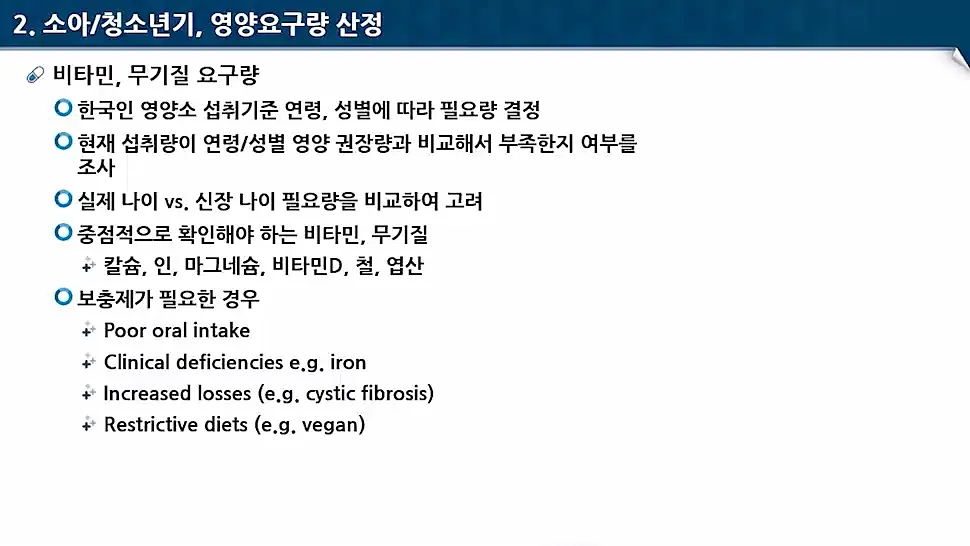 2. 소아/청소년기, 영양요구량 산정
비타민, 무기질 요구량
한국인 영양소 섭취기준 연령, 성별에 따라 필요량 결정
현재 섭취량이 연령/성별 영양 권장량과 비교해서 부족한지 여부를
조사
실제 나이 vs. 신장 나이 필요량을 비교하여 고려
중점적으로 확인해야 하는 비타민, 무기질
칼슘, 인, 마그네슘, 비타민D, 철, 엽산
보충제가 필요한 경우
Poor oral intake
Clinical deficiencies e.g. iron
Increased losses (e.g. cystic fibrosis)
Restrictive diets (e.g. vegan)